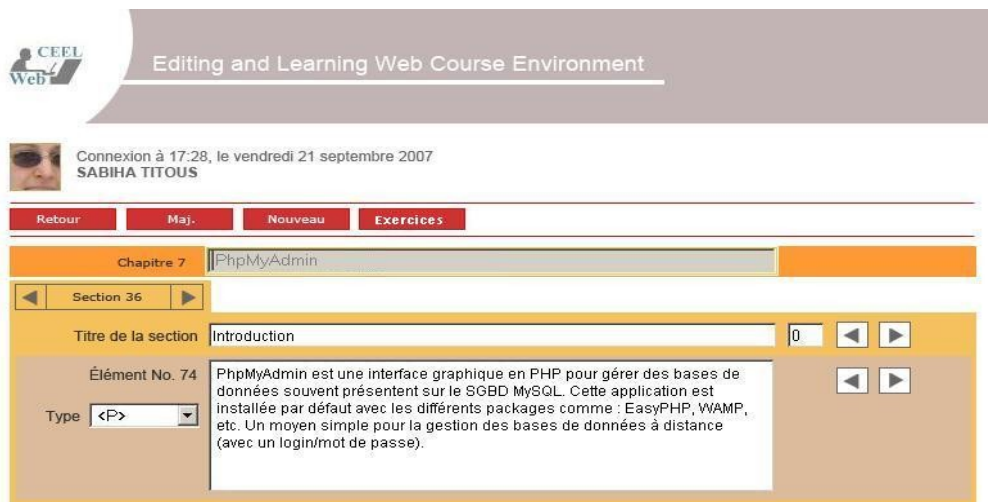 CEEL
Web
Editing and Learning Web Course Environment
Connexion à 17:28, le vendredi 21 septembre 2007
SABIHA TITOUS
Retour Maj. Nouveau Exercices
Chapitre 7 PhpMyAdmin
Section 36
Titre de la section Introduction 0
Élément No. 74
Type <P>
PhpMyAdmin est une interface graphique en PHP pour gérer des bases de
données souvent présentent sur le SGBD MySQL. Cette application est
installée par défaut avec les différents packages comme : EasyPHP, WAMP,
etc. Un moyen simple pour la gestion des bases de données à distance
(avec un login/mot de passe).